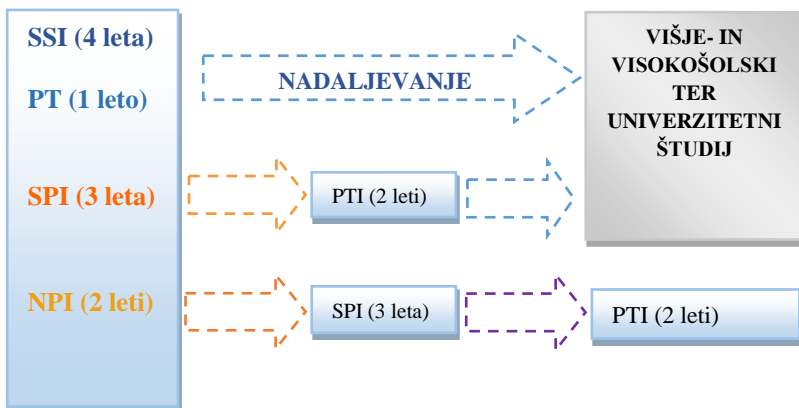 SSI (4 leta)
PT (1 leto)
SPI (3 leta)
NPI (2 leti)
NADALJEVANJE
VIŠJE- IN
VISOKOŠOLSKI
TER
UNIVERZITETNI
ŠTUDIJ
PTI (2 leti)
SPI (3 leta)
PTI (2 leti)